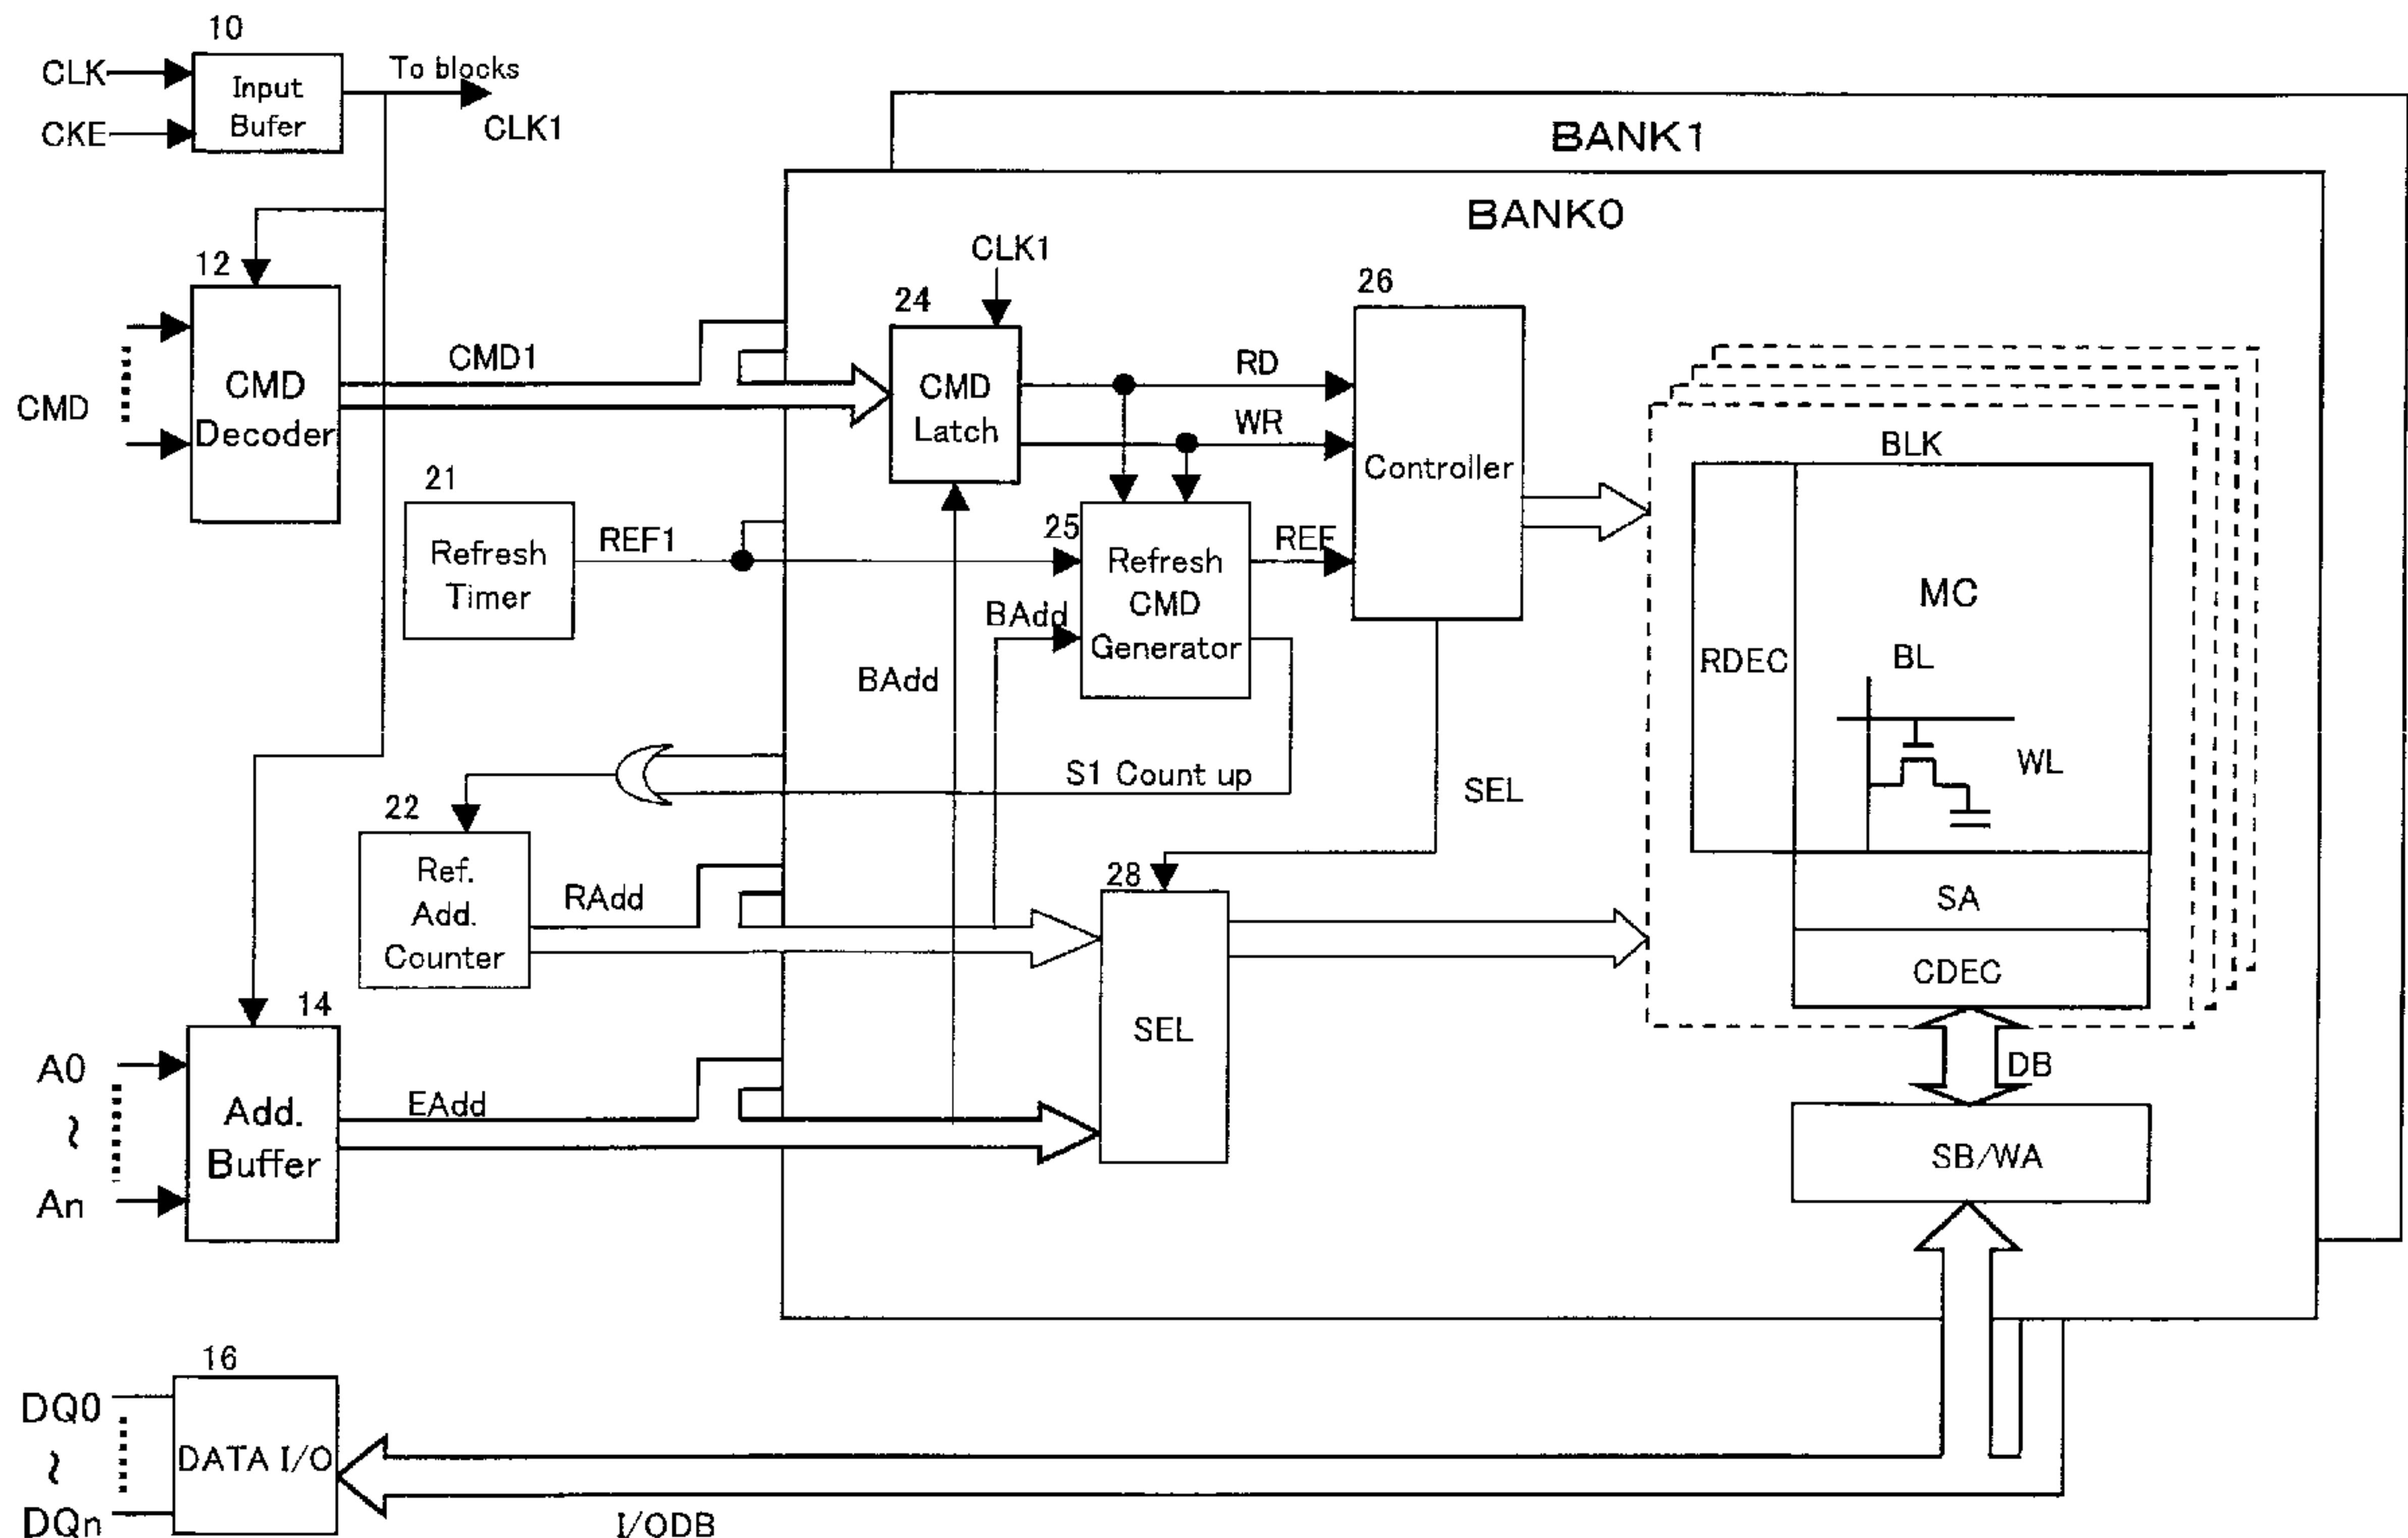 10
CLK
CKE
Input
Bufer
To blocks
CLK1
BANK1
BANK0
12
CMD
CMD
Decoder
CMD1
CLK1
24
CMD
Latch
RD
WR
26
Controller
21
Refresh
Timer
REF1
25
Refresh
CMD
Generator
REF
BAdd
BAdd
S1 Count up
SEL
22
Ref.
Add.
Counter
RAdd
28
SEL
14
A0
~
An
Add.
Buffer
EAdd
BLK
RDEC
MC
BL
WL
SA
CDEC
DB
SB/WA
16
DQ0
~
DQn
DATA I/O
I/ODB